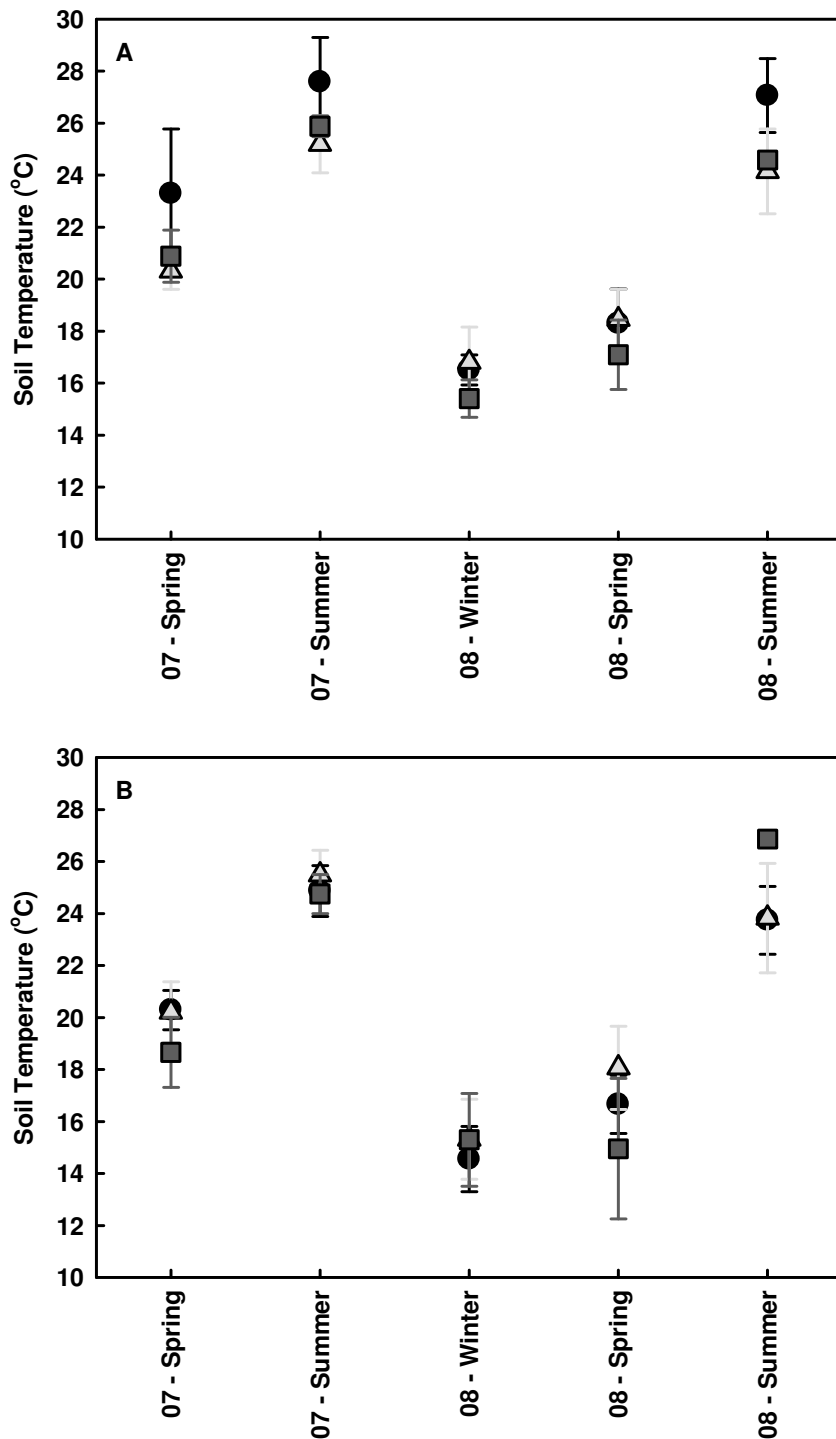 30
A
28
26
24
22
20
18
16
14
12
10
Soil Temperature (°C)
07 - Spring
07 - Summer
08 - Winter
08 - Spring
08 - Summer
30
B
28
26
24
22
20
18
16
14
12
10
Soil Temperature (°C)
07 - Spring
07 - Summer
08 - Winter
08 - Spring
08 - Summer